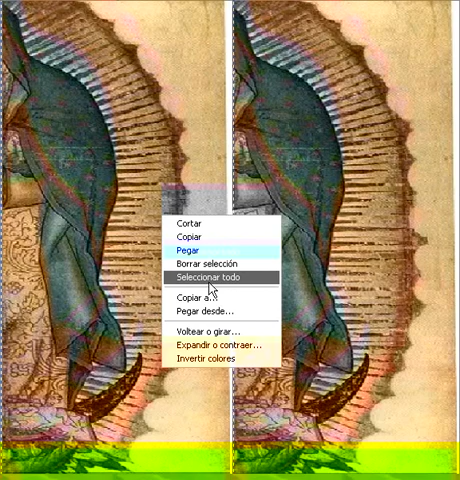 Cortar
Copiar
Pegar
Borrar selección
Seleccionar todo
Copiar a...
Pegar desde...
Voltear o girar...
Expandir o contraer...
Invertir colores